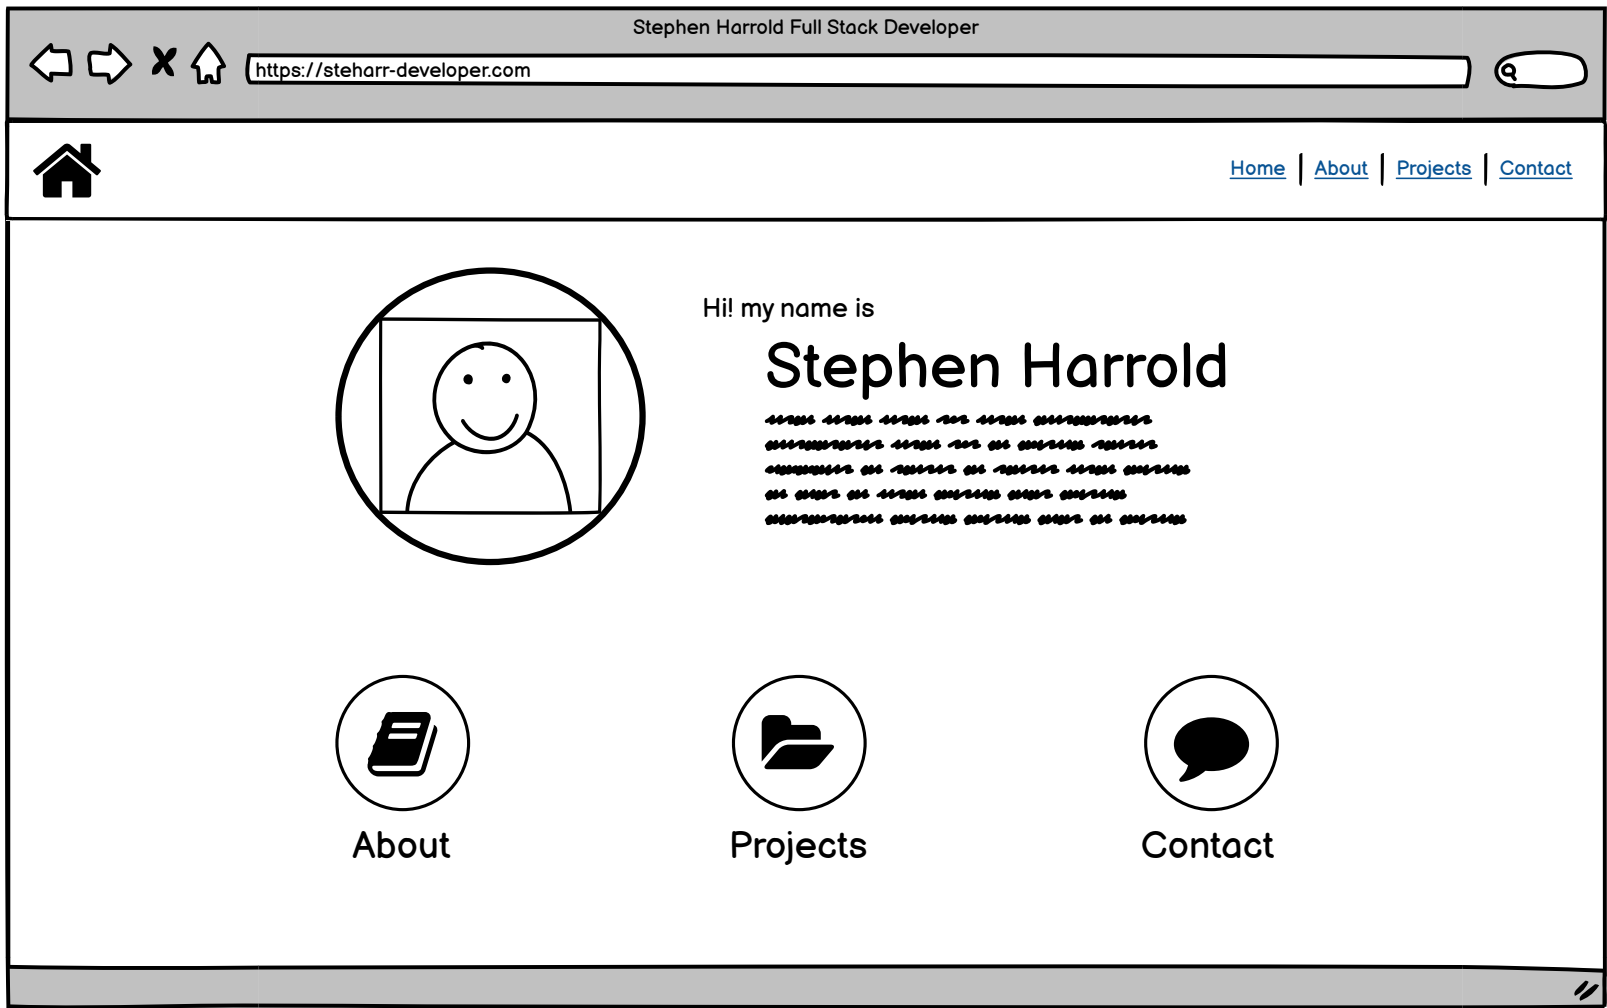 Stephen Harrold Full Stack Developer
https://steharr-developer.com
Home About Projects Contact
Hi! my name is
Stephen Harrold
About Projects Contact